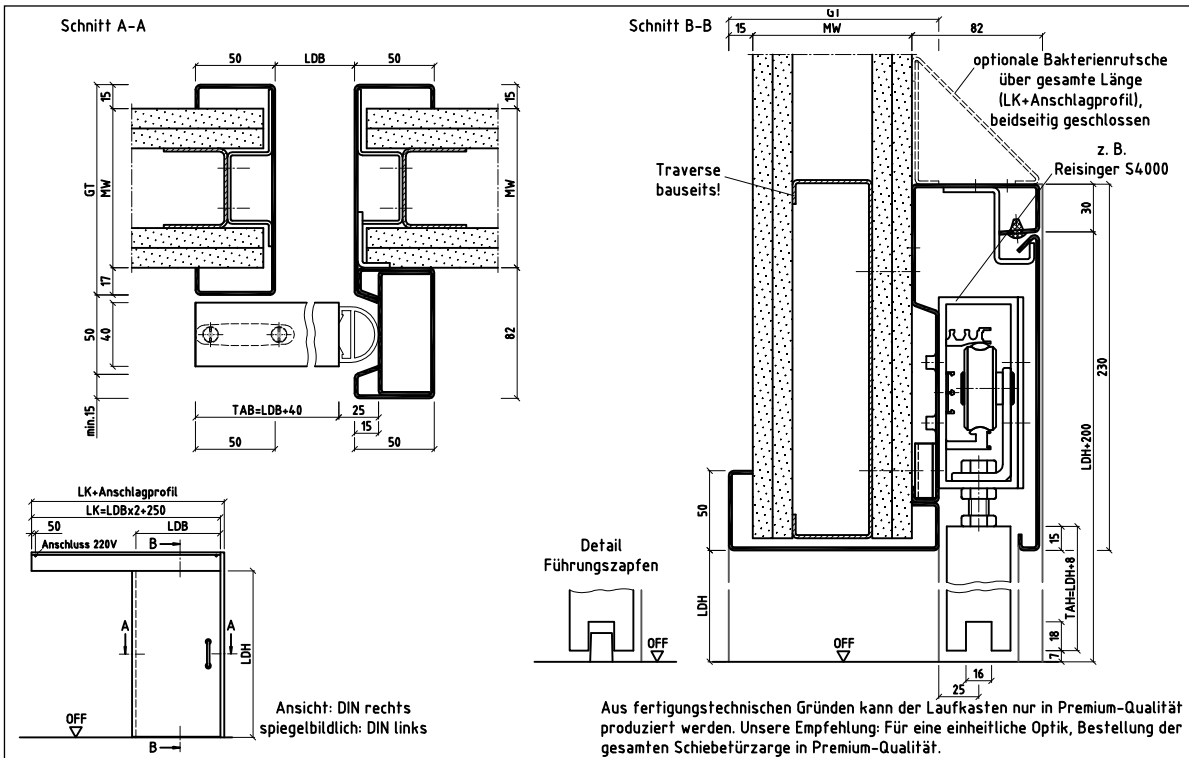 Schnitt A-A
50
LDB
50
15
15
GT
MW
MW
17
50
40
82
min.15
TAB=LDB+40
25
15
50
50
Schnitt B-B
GT
15
MW
82
optionale Bakterienrutsche
über gesamte Länge
(LK+Anschlagprofil),
beidseitig geschlossen
z. B.
Reisinger S4000
Traverse
bauseits!
30
230
LDH+200
50
15
TAH=LDH+8
LDH
18
7
16
25
OFF
Detail
Führungszapfen
OFF
LK+Anschlagprofil
LK=LDBx2+250
50
LDB
Anschluss 220V
B
A
A
LDH
OFF
B
Ansicht: DIN rechts
spiegelbildlich: DIN links
Aus fertigungstechnischen Gründen kann der Laufkasten nur in Premium-Qualität
produziert werden. Unsere Empfehlung: Für eine einheitliche Optik, Bestellung der
gesamten Schiebetürzarge in Premium-Qualität.